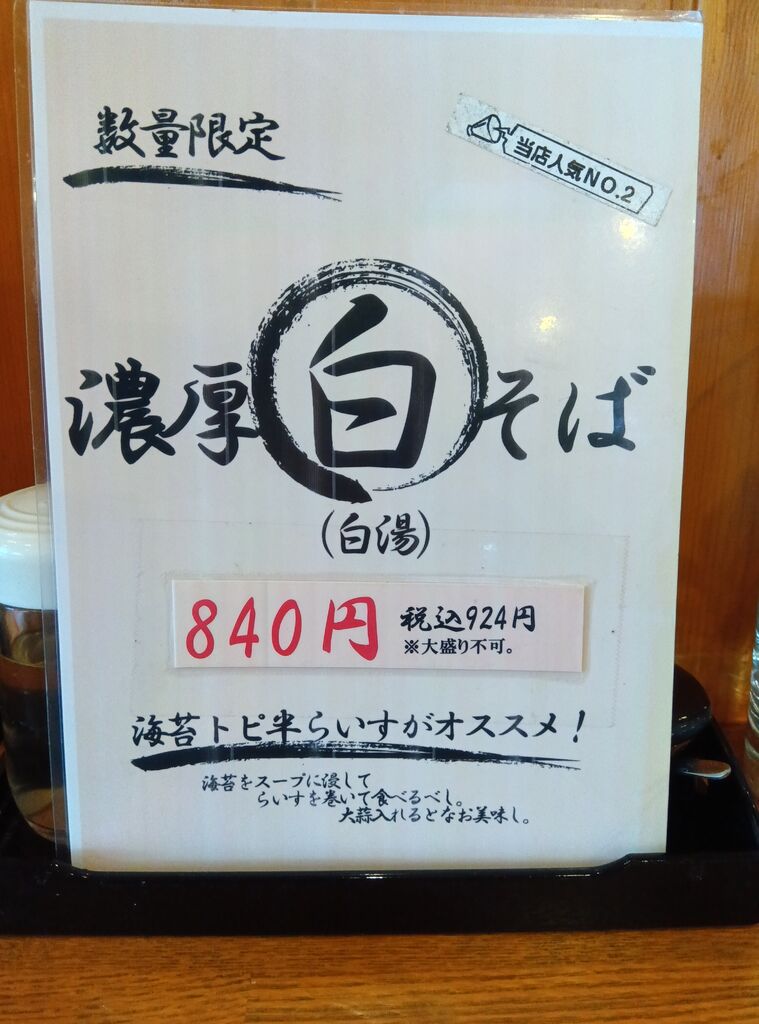 数量限定
当店人気NO.2
濃厚白そば
(白湯)
840円
税込924円
※大盛り不可。
海苔トピ半らいすがオススメ!
海苔をスープに浸して
らいすを巻いて食べるべし。
大蒜入れるとなお美味し。